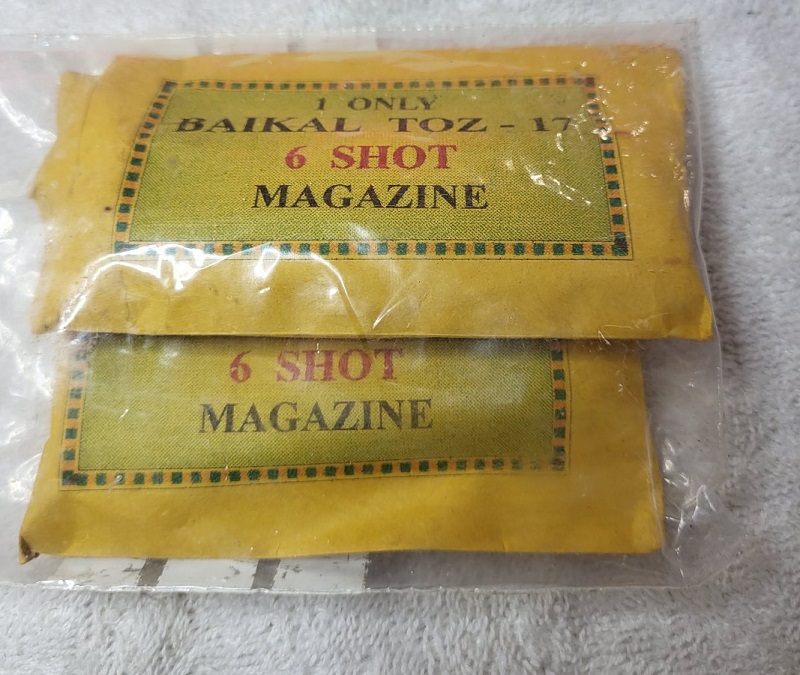 1 ONLY
BAIKAL TOZ - 17
6 SHOT
MAGAZINE
6 SHOT
MAGAZINE